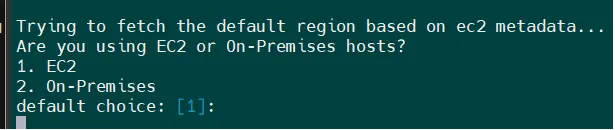 Trying to fetch the default region based on ec2 metadata...
Are you using EC2 or On-Premises hosts?
1. EC2
2. On-Premises
default choice: [1]: